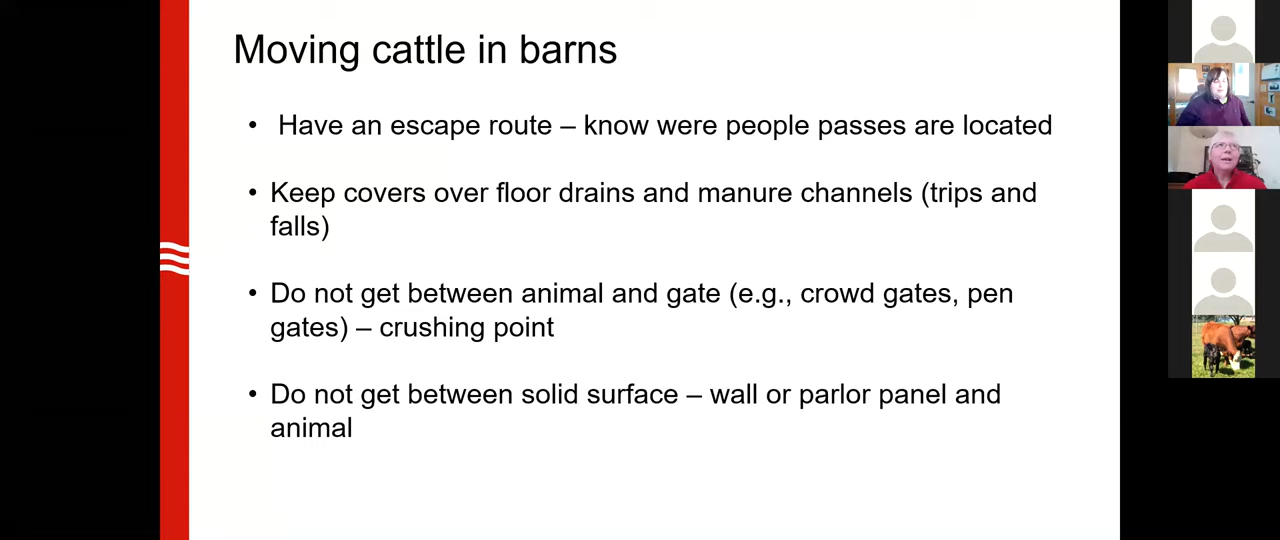 Moving cattle in barns
• Have an escape route – know were people passes are located
• Keep covers over floor drains and manure channels (trips and
falls)
• Do not get between animal and gate (e.g., crowd gates, pen
gates) – crushing point
• Do not get between solid surface – wall or parlor panel and
animal